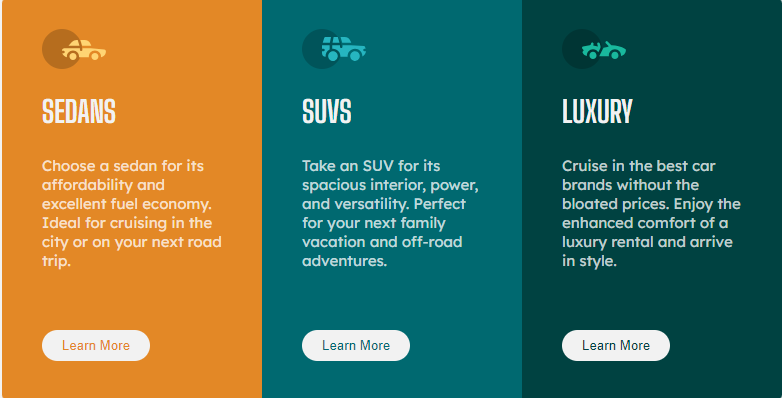 SEDANS
Choose a sedan for its
affordability and
excellent fuel economy.
Ideal for cruising in the
city or on your next road
trip.
Learn More
SUVS
Take an SUV for its
spacious interior, power,
and versatility. Perfect
for your next family
vacation and off-road
adventures.
Learn More
LUXURY
Cruise in the best car
brands without the
bloated prices. Enjoy the
enhanced comfort of a
luxury rental and arrive
in style.
Learn More